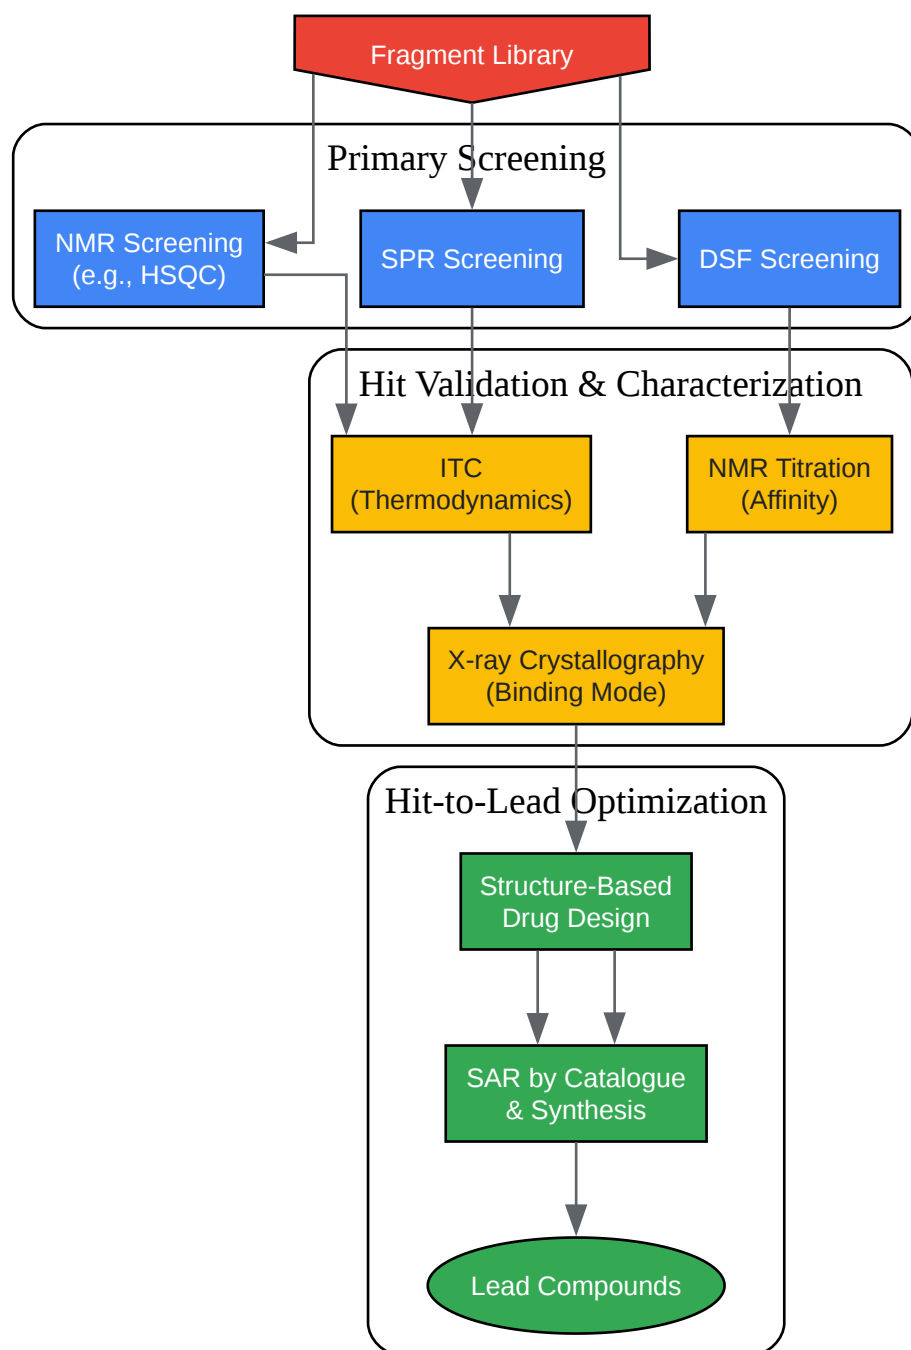 Fragment Library
Primary Screening
NMR Screening
(e.g., HSQC)
SPR Screening
DSF Screening
Hit Validation & Characterization
ITC
(Thermodynamics)
NMR Titration
(Affinity)
X-ray Crystallography
(Binding Mode)
Hit-to-Lead Optimization
Structure-Based
Drug Design
SAR by Catalogue
& Synthesis
Lead Compounds